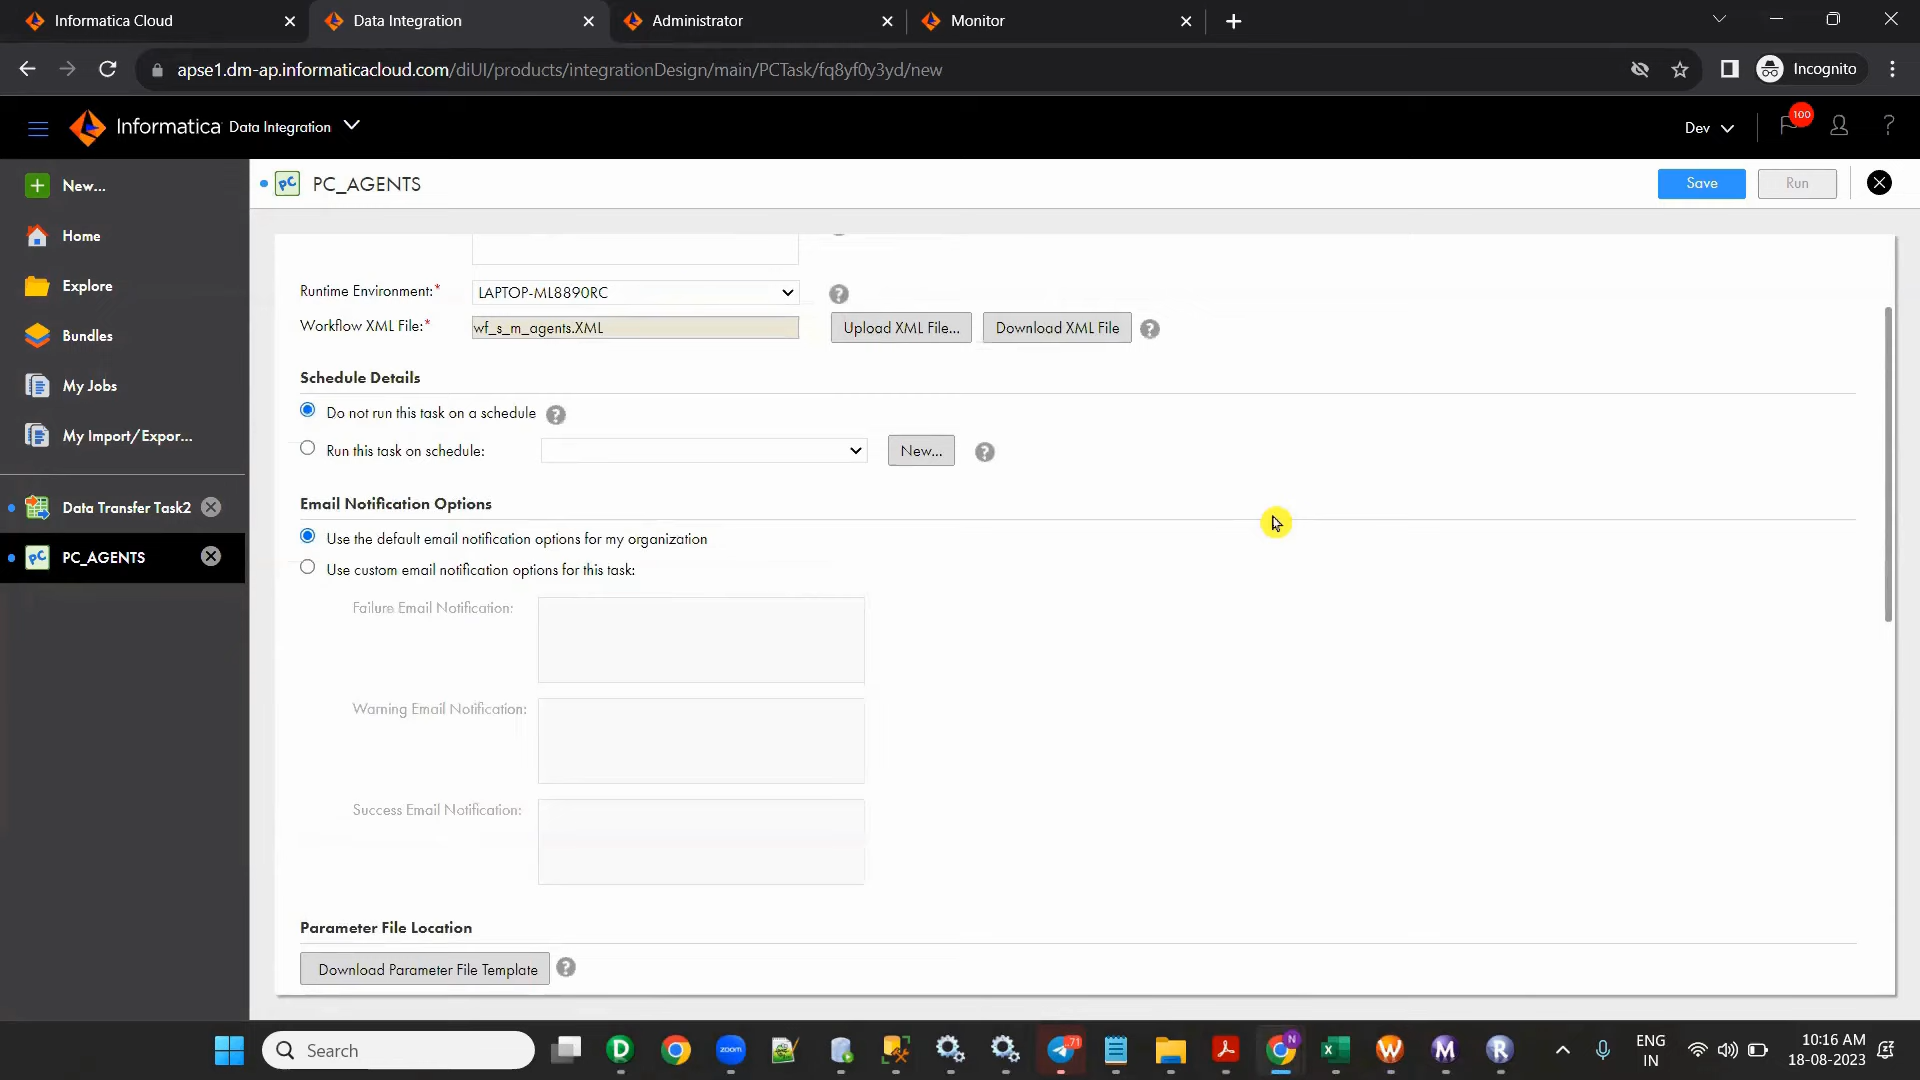 Informatica Cloud
Data Integration
Administrator
Monitor
apse1.dm-ap.informaticacloud.com/diUI/products/integrationDesign/main/PCTask/fq8yf0y3yd/new
Incognito
Informatica Data Integration
Dev
100
?
New...
PC PC_AGENTS
Save
Run
Home
Explore
Bundles
My Jobs
My Import/Expor...
Data Transfer Task2
PC PC_AGENTS
Runtime Environment:* LAPTOP-ML8890RC ?
Workflow XML File:* wf_s_m_agents.XML Upload XML File... Download XML File ?
Schedule Details
Do not run this task on a schedule ?
Run this task on schedule: New... ?
Email Notification Options
Use the default email notification options for my organization
Use custom email notification options for this task:
Failure Email Notification:
Warning Email Notification:
Success Email Notification:
Parameter File Location
Download Parameter File Template ?
Search
D
zoom
71
N
X
W
M
R
ENG
IN
10:16 AM
18-08-2023